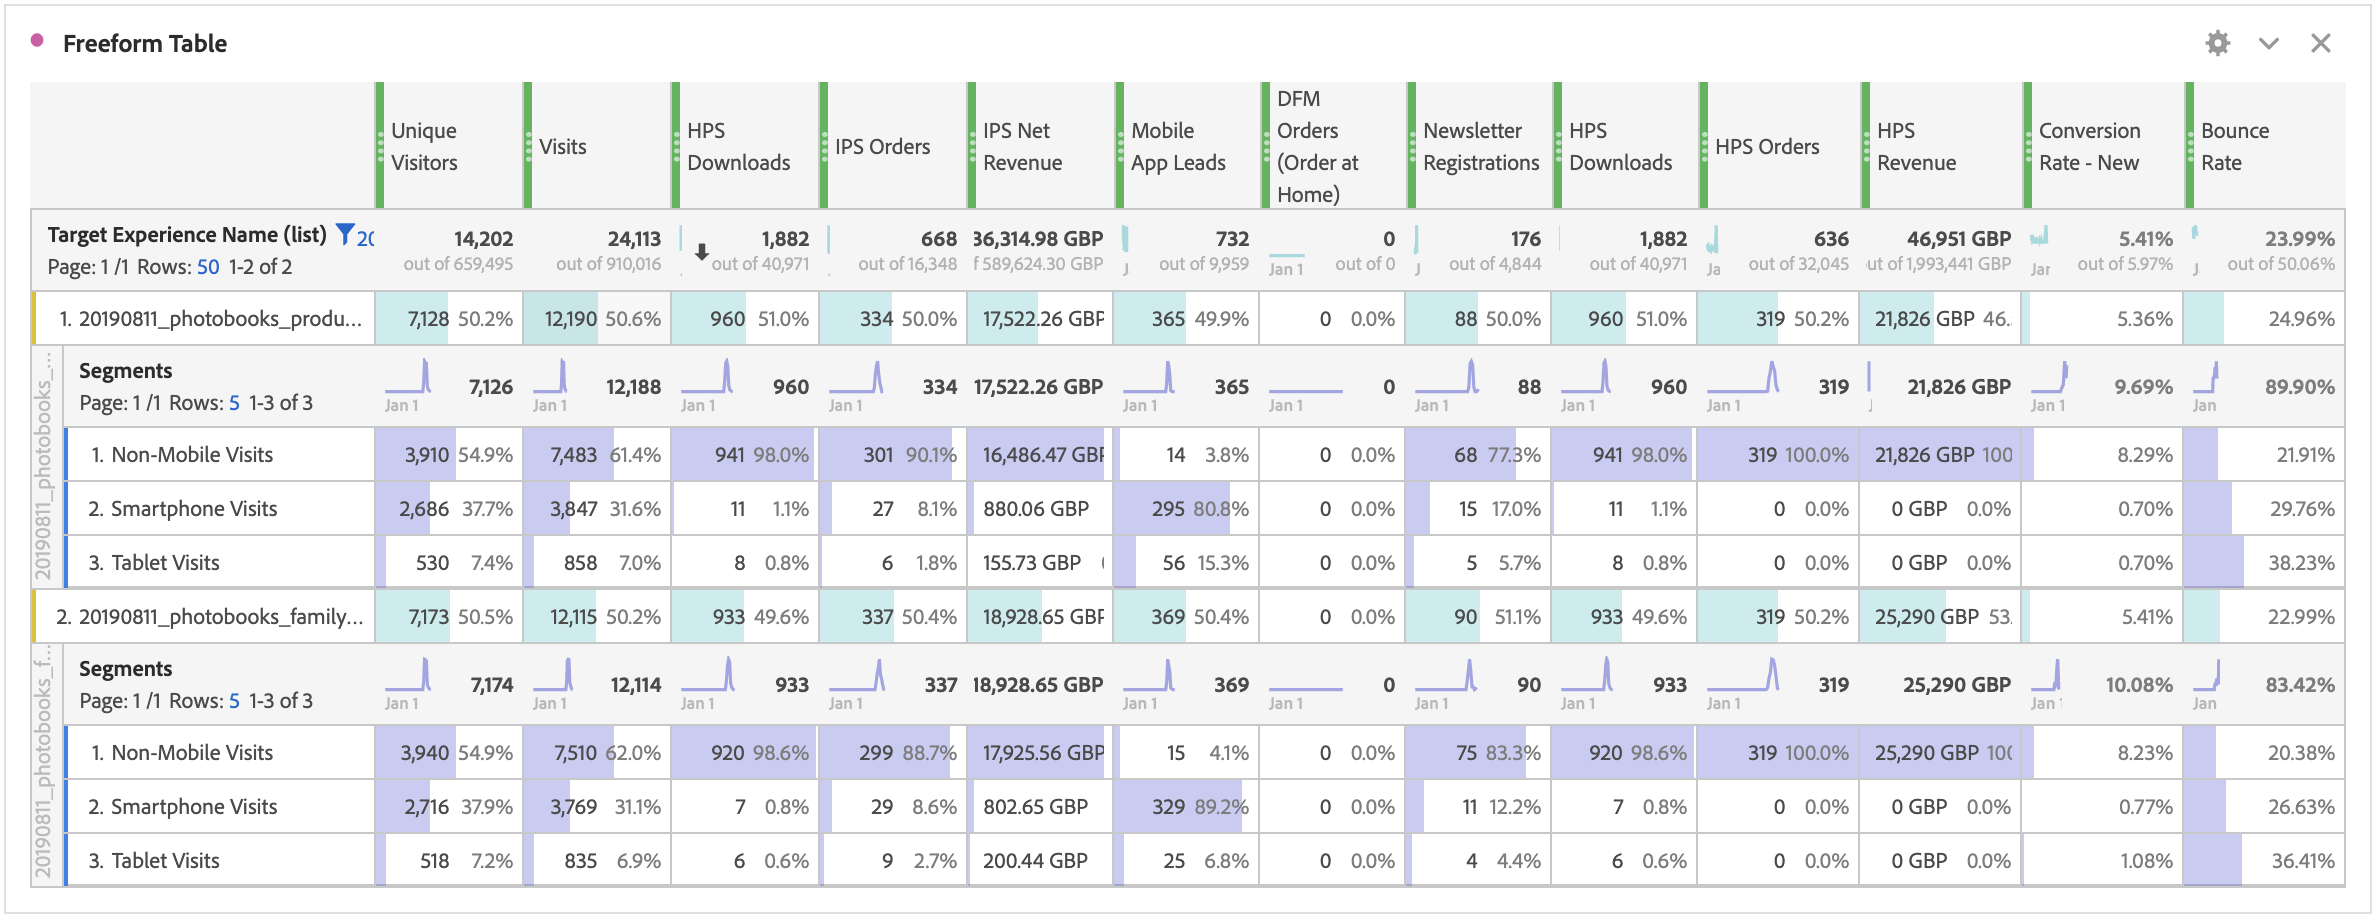 Freeform Table
Unique Visitors Visits HPS Downloads IPS Orders IPS Net Revenue Mobile App Leads DFM Orders (Order at Home) Newsletter Registrations HPS Downloads HPS Orders HPS Revenue Conversion Rate - New Bounce Rate
Target Experience Name (list) 20 14,202 24,113 1,882 668 36,314.98 GBP 732 0 176 1,882 636 46,951 GBP 5.41% 23.99%
Page: 1 /1 Rows: 50 1-2 of 2 out of 659,495 out of 910,016 out of 40,971 out of 16,348 f 589,624.30 GBP J out of 9,959 Jan 1 out of 0 J out of 4,844 out of 40,971 Ja out of 32,045 ut of 1,993,441 GBP Jar out of 5.97% J out of 50.06%
1. 20190811_photobooks_produ... 7,128 50.2% 12,190 50.6% 960 51.0% 334 50.0% 17,522.26 GBP 365 49.9% 0 0.0% 88 50.0% 960 51.0% 319 50.2% 21,826 GBP 46. 5.36% 24.96%
20190811_photobooks_...
Segments 7,126 12,188 960 334 17,522.26 GBP 365 0 88 960 319 21,826 GBP 9.69% 89.90%
Page: 1 /1 Rows: 5 1-3 of 3 Jan 1 Jan 1 Jan 1 Jan 1 Jan 1 Jan 1 Jan 1 Jan 1 Jan 1 J Jan 1 Jan
1. Non-Mobile Visits 3,910 54.9% 7,483 61.4% 941 98.0% 301 90.1% 16,486.47 GBP 14 3.8% 0 0.0% 68 77.3% 941 98.0% 319 100.0% 21,826 GBP 100 8.29% 21.91%
2. Smartphone Visits 2,686 37.7% 3,847 31.6% 11 1.1% 27 8.1% 880.06 GBP 295 80.8% 0 0.0% 15 17.0% 11 1.1% 0 0.0% 0 GBP 0.0% 0.70% 29.76%
3. Tablet Visits 530 7.4% 858 7.0% 8 0.8% 6 1.8% 155.73 GBP 56 15.3% 0 0.0% 5 5.7% 8 0.8% 0 0.0% 0 GBP 0.0% 0.70% 38.23%
2. 20190811_photobooks_family... 7,173 50.5% 12,115 50.2% 933 49.6% 337 50.4% 18,928.65 GBP 369 50.4% 0 0.0% 90 51.1% 933 49.6% 319 50.2% 25,290 GBP 53. 5.41% 22.99%
20190811_photobooks_f...
Segments 7,174 12,114 933 337 18,928.65 GBP 369 0 90 933 319 25,290 GBP 10.08% 83.42%
Page: 1 /1 Rows: 5 1-3 of 3 Jan 1 Jan 1 Jan 1 Jan 1 Jan 1 Jan 1 Jan 1 Jan 1 Jan 1 Jan 1 Jan
1. Non-Mobile Visits 3,940 54.9% 7,510 62.0% 920 98.6% 299 88.7% 17,925.56 GBP 15 4.1% 0 0.0% 75 83.3% 920 98.6% 319 100.0% 25,290 GBP 100 8.23% 20.38%
2. Smartphone Visits 2,716 37.9% 3,769 31.1% 7 0.8% 29 8.6% 802.65 GBP 329 89.2% 0 0.0% 11 12.2% 7 0.8% 0 0.0% 0 GBP 0.0% 0.77% 26.63%
3. Tablet Visits 518 7.2% 835 6.9% 6 0.6% 9 2.7% 200.44 GBP 25 6.8% 0 0.0% 4 4.4% 6 0.6% 0 0.0% 0 GBP 0.0% 1.08% 36.41%